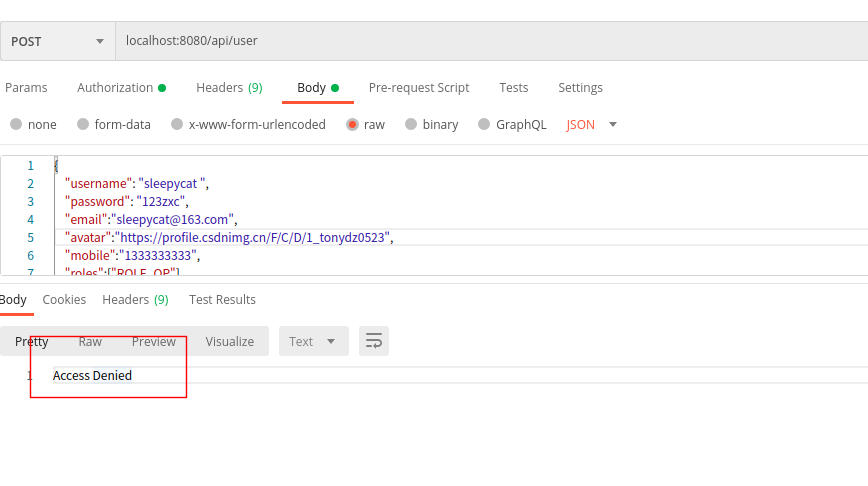 POST localhost:8080/api/user
Params Authorization Headers (9) Body Pre-request Script Tests Settings
none form-data x-www-form-urlencoded raw binary GraphQL JSON
1 {
2 "username": "sleepycat ",
3 "password": "123zxc",
4 "email":"sleepycat@163.com",
5 "avatar":"https://profile.csdnimg.cn/F/C/D/1_tonydz0523",
6 "mobile":"1333333333",
7 "roles":["ROLE_OP"]
Body Cookies Headers (9) Test Results
Pretty Raw Preview Visualize Text
1 Access Denied